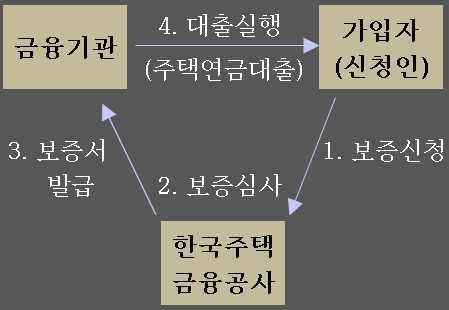 금융기관
4. 대출실행
(주택연금대출)
가입자
(신청인)
3. 보증서
발급
2. 보증심사
1. 보증신청
한국주택
금융공사